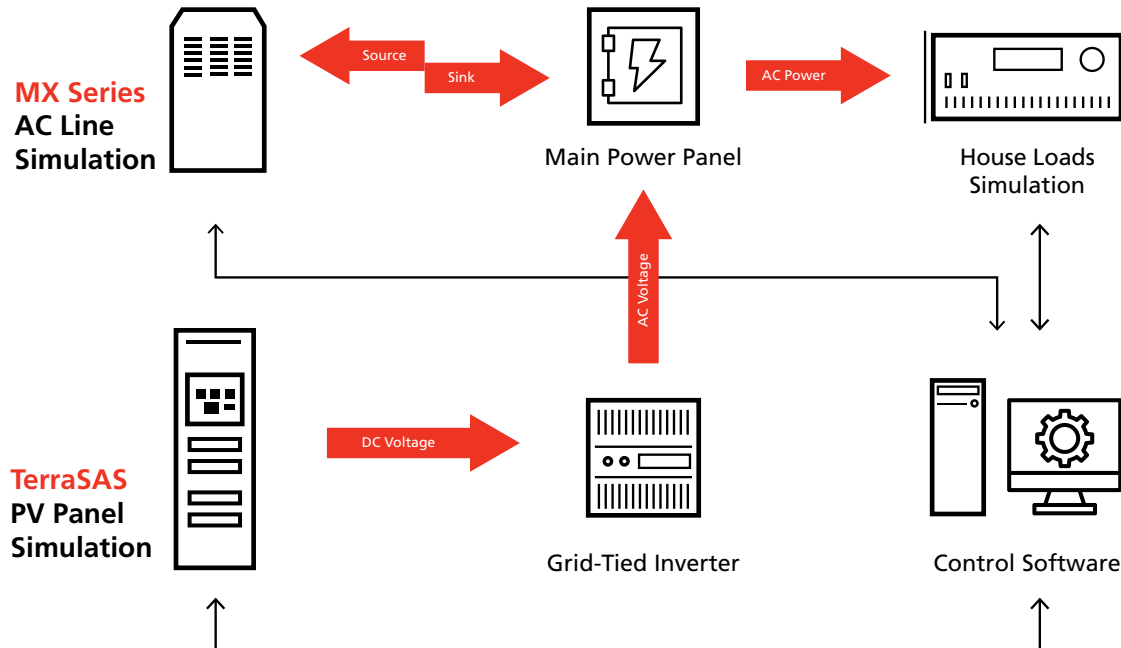 MX Series
AC Line
Simulation
Source
Sink
Main Power Panel
AC Power
House Loads
Simulation
AC Voltage
TerraSAS
PV Panel
Simulation
DC Voltage
Grid-Tied Inverter
Control Software